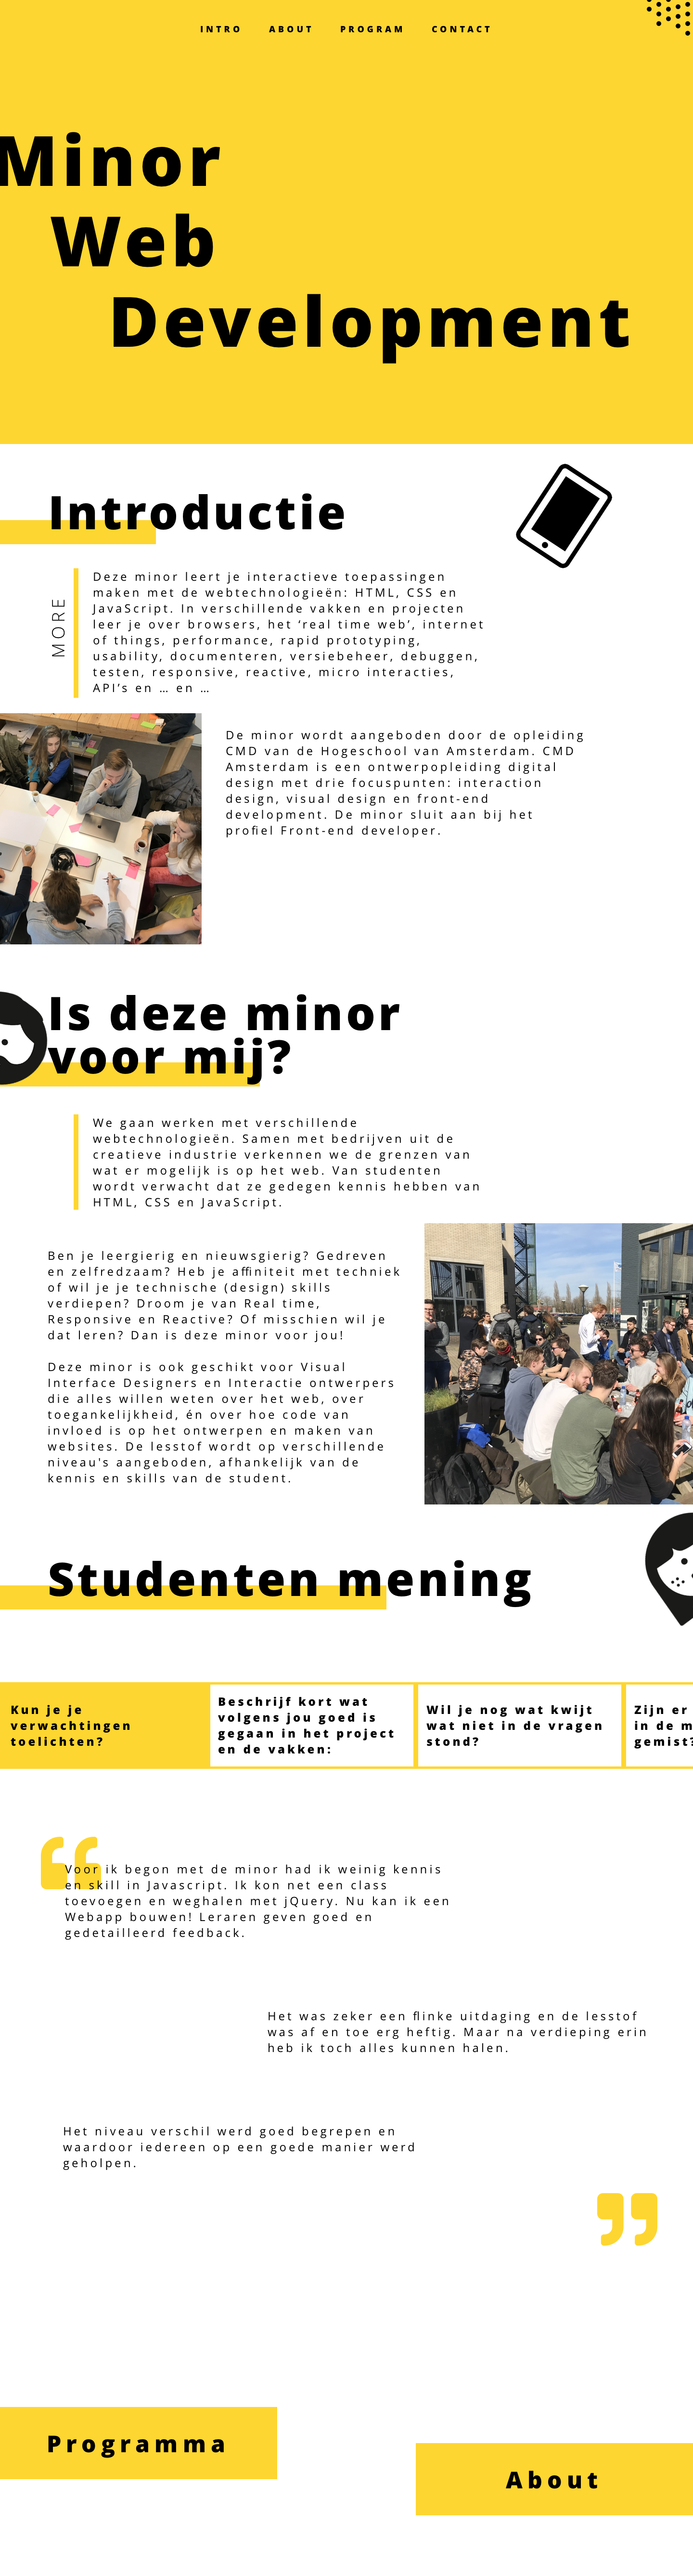 INTRO ABOUT PROGRAM CONTACT
Minor
Web
Development
Introductie
MORE
Deze minor leert je interactieve toepassingen
maken met de webtechnologieën: HTML, CSS en
JavaScript. In verschillende vakken en projecten
leer je over browsers, het ‘real time web’, internet
of things, performance, rapid prototyping,
usability, documenteren, versiebeheer, debuggen,
testen, responsive, reactive, micro interacties,
API’s en … en …
De minor wordt aangeboden door de opleiding
CMD van de Hogeschool van Amsterdam. CMD
Amsterdam is een ontwerpopleiding digital
design met drie focuspunten: interaction
design, visual design en front-end
development. De minor sluit aan bij het
profiel Front-end developer.
Is deze minor
voor mij?
We gaan werken met verschillende
webtechnologieën. Samen met bedrijven uit de
creatieve industrie verkennen we de grenzen van
wat er mogelijk is op het web. Van studenten
wordt verwacht dat ze gedegen kennis hebben van
HTML, CSS en JavaScript.
Ben je leergierig en nieuwsgierig? Gedreven
en zelfredzaam? Heb je affiniteit met techniek
of wil je je technische (design) skills
verdiepen? Droom je van Real time,
Responsive en Reactive? Of misschien wil je
dat leren? Dan is deze minor voor jou!
Deze minor is ook geschikt voor Visual
Interface Designers en Interactie ontwerpers
die alles willen weten over het web, over
toegankelijkheid, én over hoe code van
invloed is op het ontwerpen en maken van
websites. De lesstof wordt op verschillende
niveau's aangeboden, afhankelijk van de
kennis en skills van de student.
Studenten mening
Kun je je
verwachtingen
toelichten?
Beschrijf kort wat
volgens jou goed is
gegaan in het project
en de vakken:
Wil je nog wat kwijt
wat niet in de vragen
stond?
Zijn er
in de m
gemist?
“
Voor ik begon met de minor had ik weinig kennis
en skill in Javascript. Ik kon net een class
toevoegen en weghalen met jQuery. Nu kan ik een
Webapp bouwen! Leraren geven goed en
gedetailleerd feedback.
Het was zeker een flinke uitdaging en de lesstof
was af en toe erg heftig. Maar na verdieping erin
heb ik toch alles kunnen halen.
Het niveau verschil werd goed begrepen en
waardoor iedereen op een goede manier werd
geholpen.
”
Programma
About